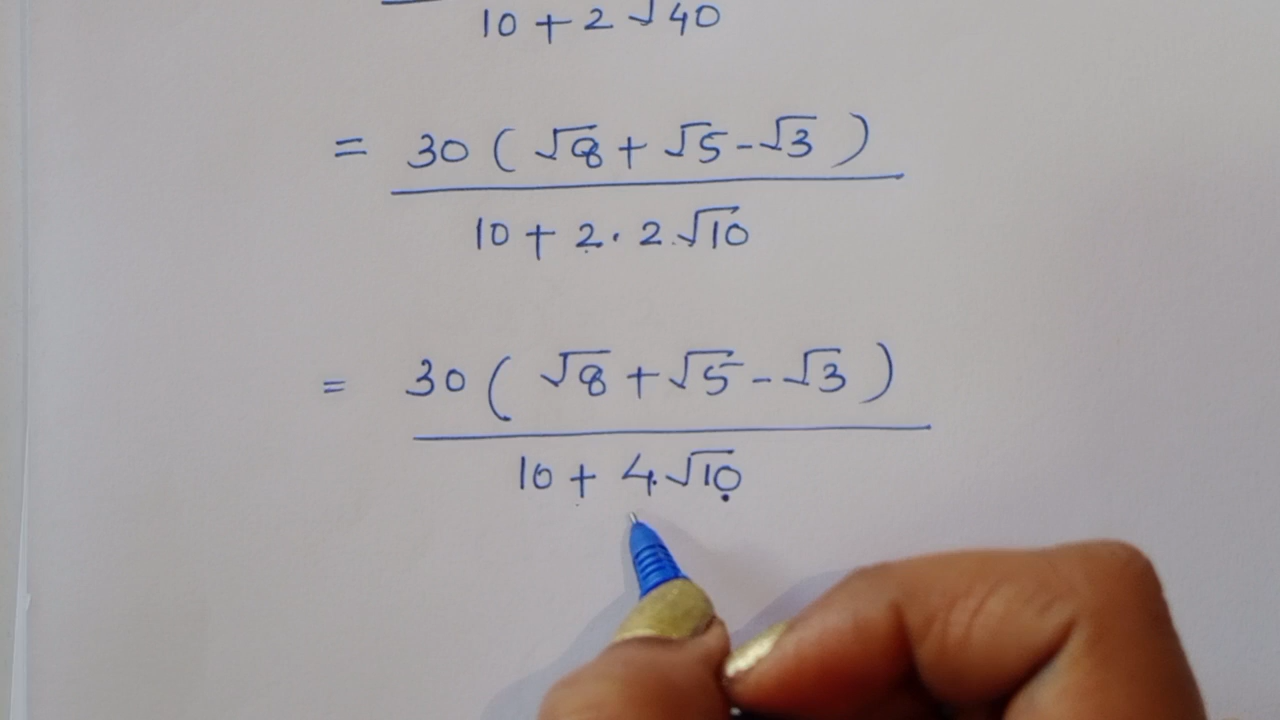 10 + 2 √40
= 30 ( √8 + √5 - √3 )
10 + 2 . 2 √10
= 30 ( √8 + √5 - √3 )
10 + 4 . √10